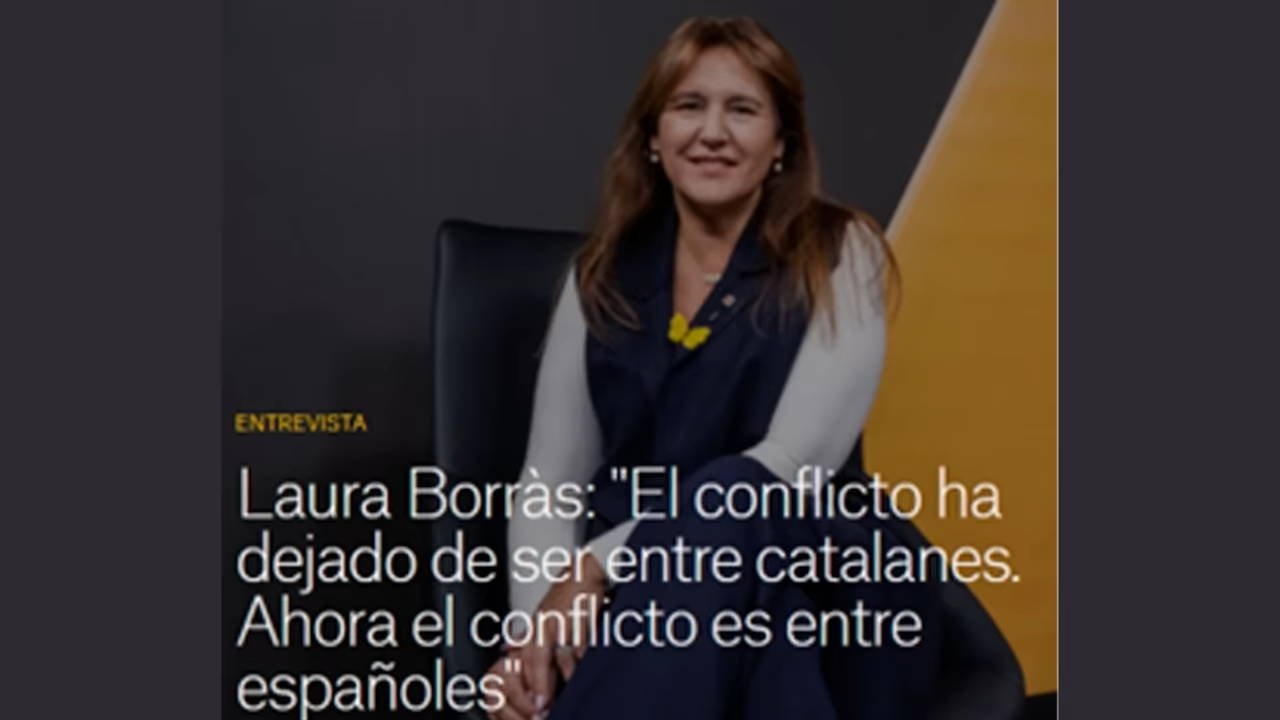 ENTREVISTA
Laura Borràs: "El conflicto ha
dejado de ser entre catalanes.
Ahora el conflicto es entre
españoles"